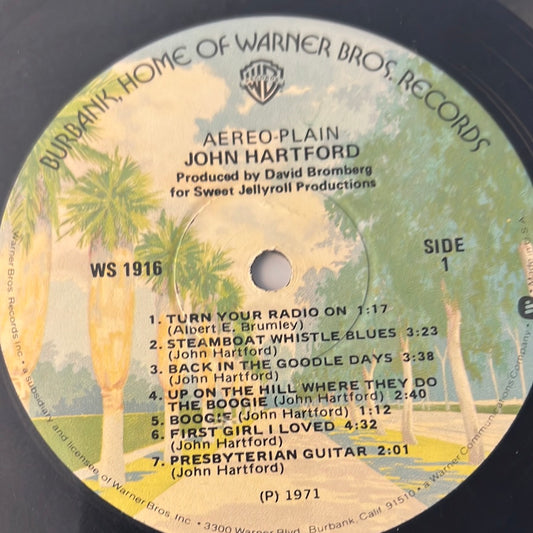 BURBANK, HOME OF WARNER BROS. RECORDS
AEREO-PLAIN
JOHN HARTFORD
Produced by David Bromberg
for Sweet Jellyroll Productions
WS 1916
SIDE
1
1. TURN YOUR RADIO ON 1:17
(Albert E. Brumley)
2. STEAMBOAT WHISTLE BLUES 3:23
(John Hartford)
3. BACK IN THE GOODLE DAYS 3:38
(John Hartford)
4. UP ON THE HILL WHERE THEY DO
THE BOOGIE (John Hartford) 2:40
5. BOOGIE (John Hartford) 1:12
6. FIRST GIRL I LOVED 4:32
(John Hartford)
7. PRESBYTERIAN GUITAR 2:01
(John Hartford)
(P) 1971
Warner Bros. Records Inc. • a subsidiary and licensee of Warner Bros. Inc. • 3300 Warner Blvd., Burbank, Calif. 91510 • a Warner Communications Company • Made in U.S.A.